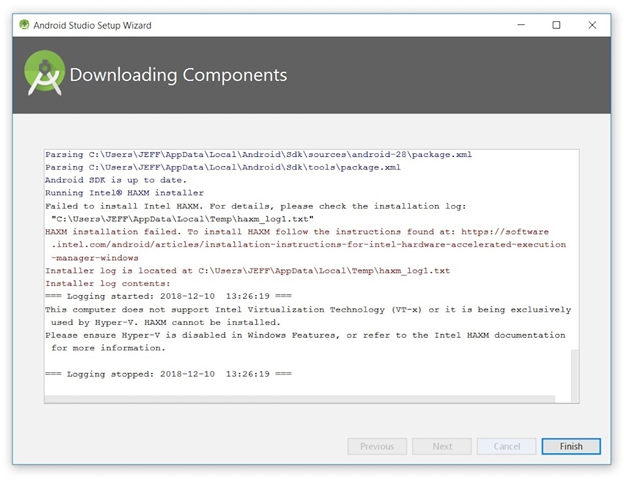 Android Studio Setup Wizard
Downloading Components
Parsing C:\Users\JEFF\AppData\Local\Android\Sdk\sources\android-28\package.xml
Parsing C:\Users\JEFF\AppData\Local\Android\Sdk\tools\package.xml
Android SDK is up to date.
Running Intel® HAXM installer
Failed to install Intel HAXM. For details, please check the installation log:
"C:\Users\JEFF\AppData\Local\Temp\haxm_log1.txt"
HAXM installation failed. To install HAXM follow the instructions found at: https://software
.intel.com/android/articles/installation-instructions-for-intel-hardware-accelerated-execution
-manager-windows
Installer log is located at C:\Users\JEFF\AppData\Local\Temp\haxm_log1.txt
Installer log contents:
=== Logging started: 2018-12-10  13:26:19 ===
This computer does not support Intel Virtualization Technology (VT-x) or it is being exclusively
used by Hyper-V. HAXM cannot be installed.
Please ensure Hyper-V is disabled in Windows Features, or refer to the Intel HAXM documentation
for more information.
=== Logging stopped: 2018-12-10  13:26:19 ===
Previous Next Cancel Finish